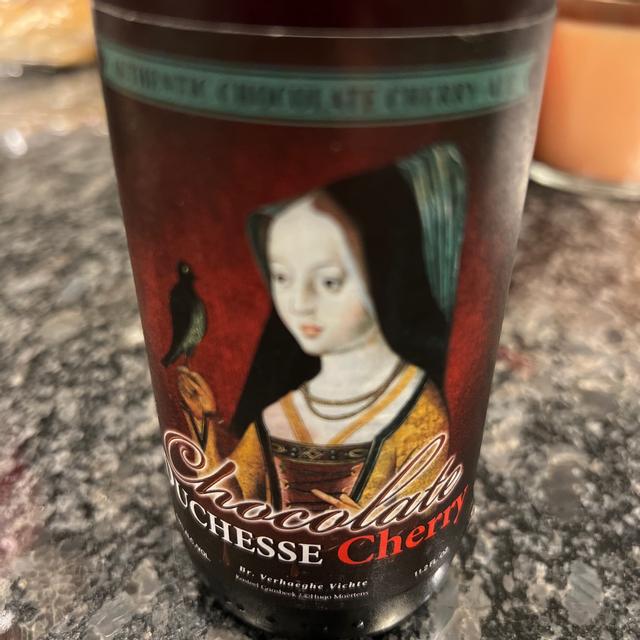 AUTHENTIC CHOCOLATE CHERRY ALE
Chocolate
DUCHESSE Cherry
Br. Verhaeghe Vichte